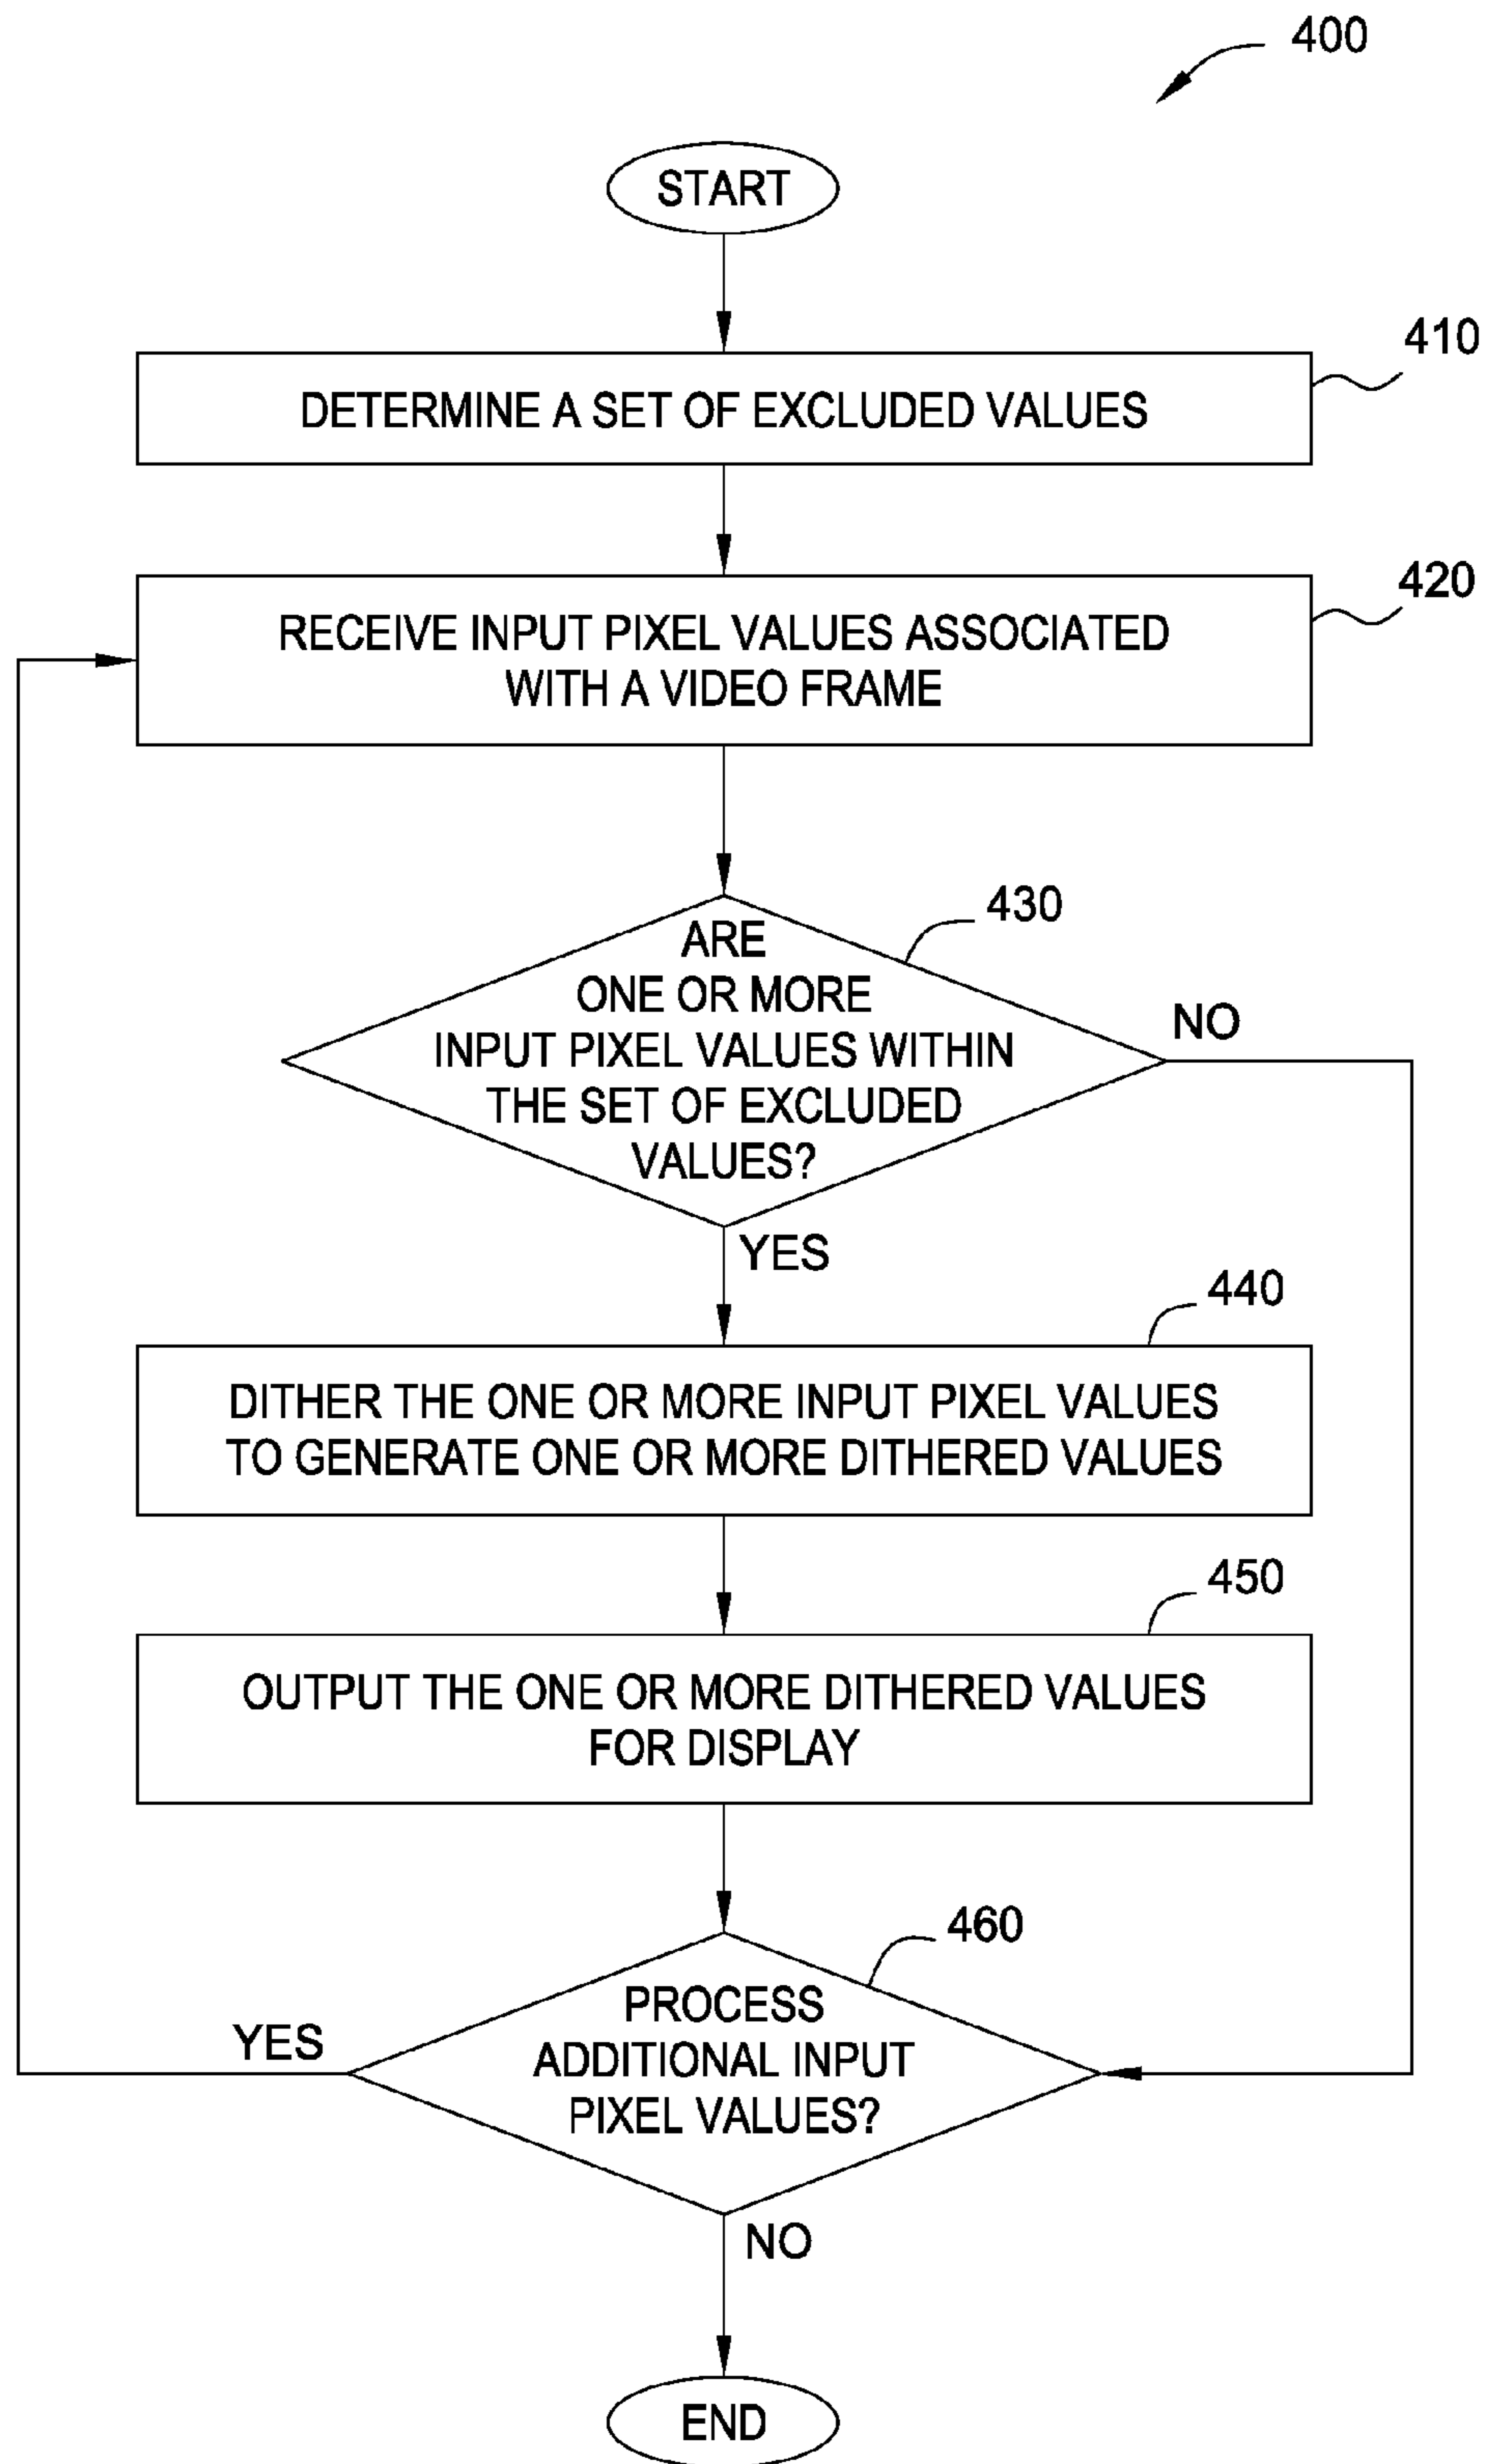 400
START
410
DETERMINE A SET OF EXCLUDED VALUES
420
RECEIVE INPUT PIXEL VALUES ASSOCIATED
WITH A VIDEO FRAME
430
ARE
ONE OR MORE
INPUT PIXEL VALUES WITHIN
THE SET OF EXCLUDED
VALUES?
NO
YES
440
DITHER THE ONE OR MORE INPUT PIXEL VALUES
TO GENERATE ONE OR MORE DITHERED VALUES
450
OUTPUT THE ONE OR MORE DITHERED VALUES
FOR DISPLAY
460
PROCESS
ADDITIONAL INPUT
PIXEL VALUES?
YES
NO
END